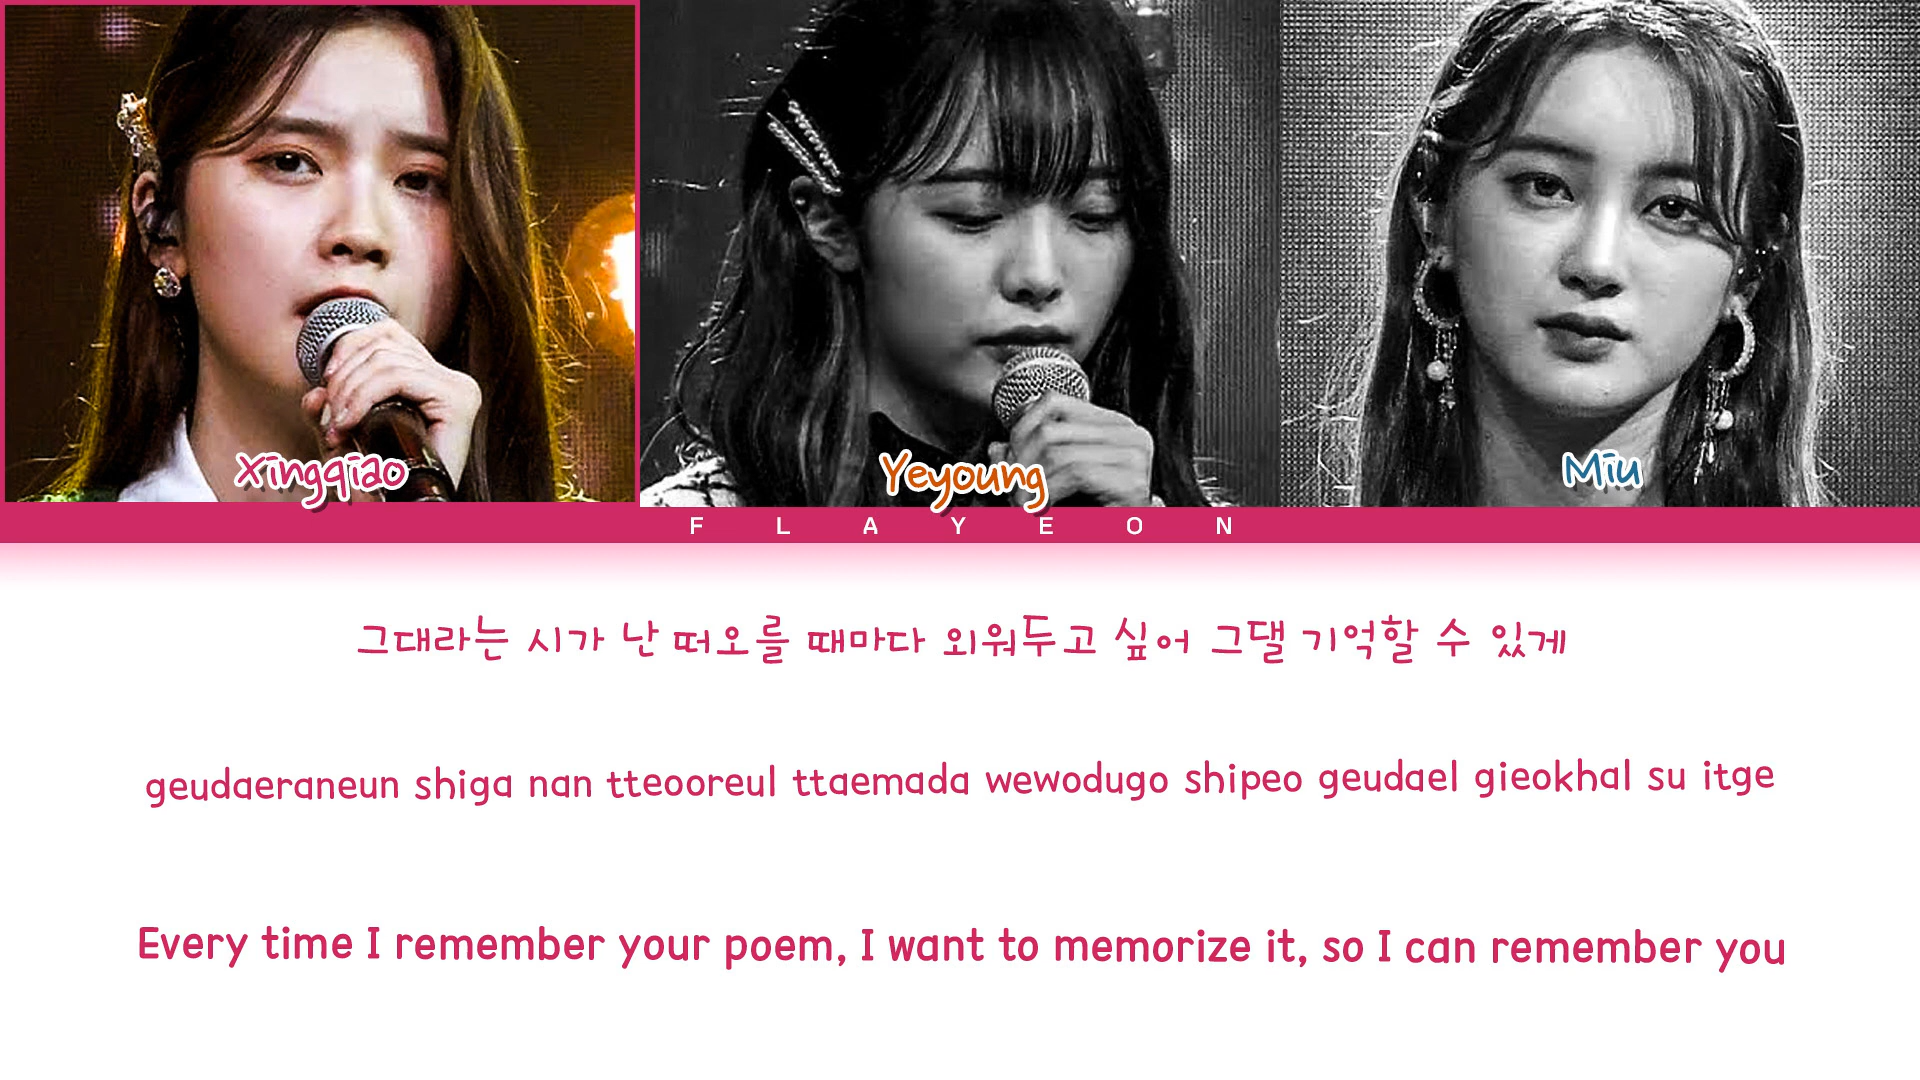 Xingqiao
Yeyoung
Miu
FLAYEON
그대라는 시가 난 떠오를 때마다 외워두고 싶어 그댈 기억할 수 있게
geudaeraneun shiga nan tteooreul ttaemada wewodugo shipeo geudael gieokhal su itge
Every time I remember your poem, I want to memorize it, so I can remember you